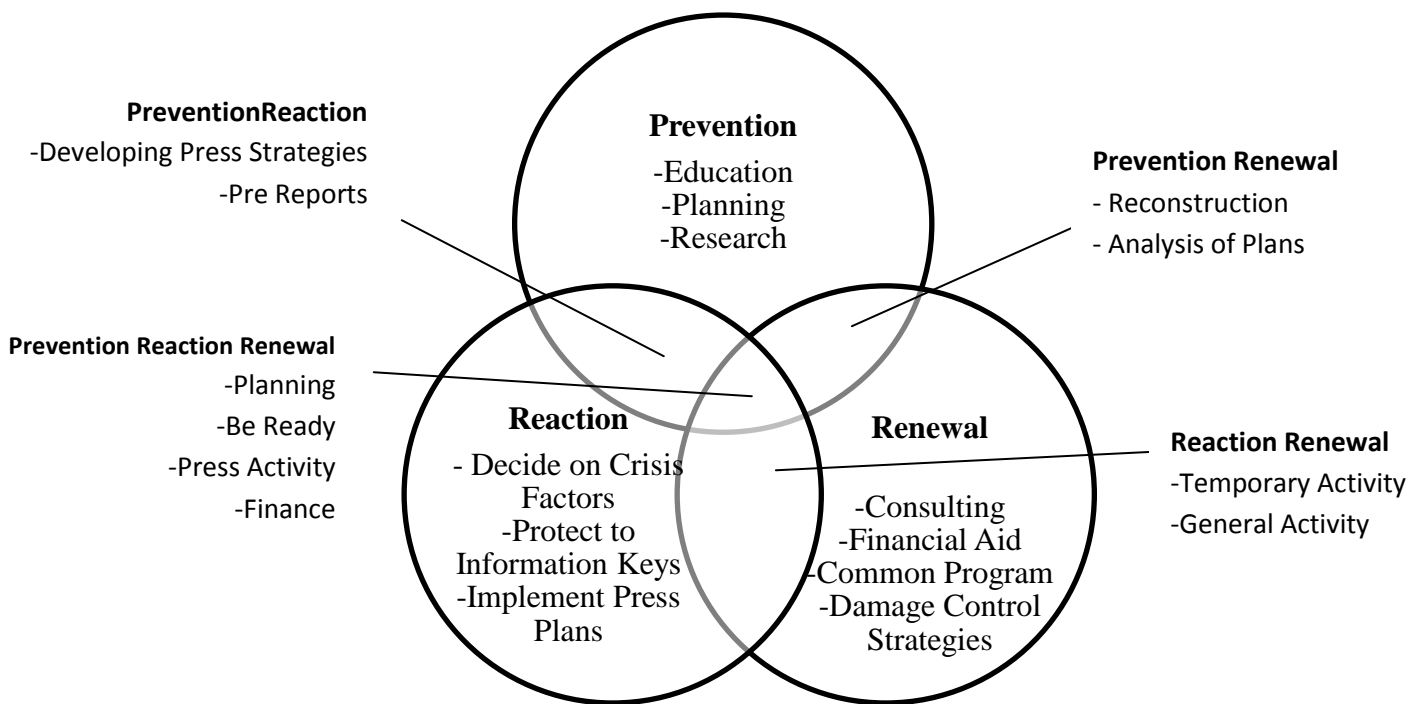 PreventionReaction
-Developing Press Strategies
-Pre Reports
Prevention
-Education
-Planning
-Research
Prevention Renewal
- Reconstruction
- Analysis of Plans
Prevention Reaction Renewal
-Planning
-Be Ready
-Press Activity
-Finance
Reaction
- Decide on Crisis
Factors
-Protect to
Information Keys
-Implement Press
Plans
Renewal
-Consulting
-Financial Aid
-Common Program
-Damage Control
Strategies
Reaction Renewal
-Temporary Activity
-General Activity